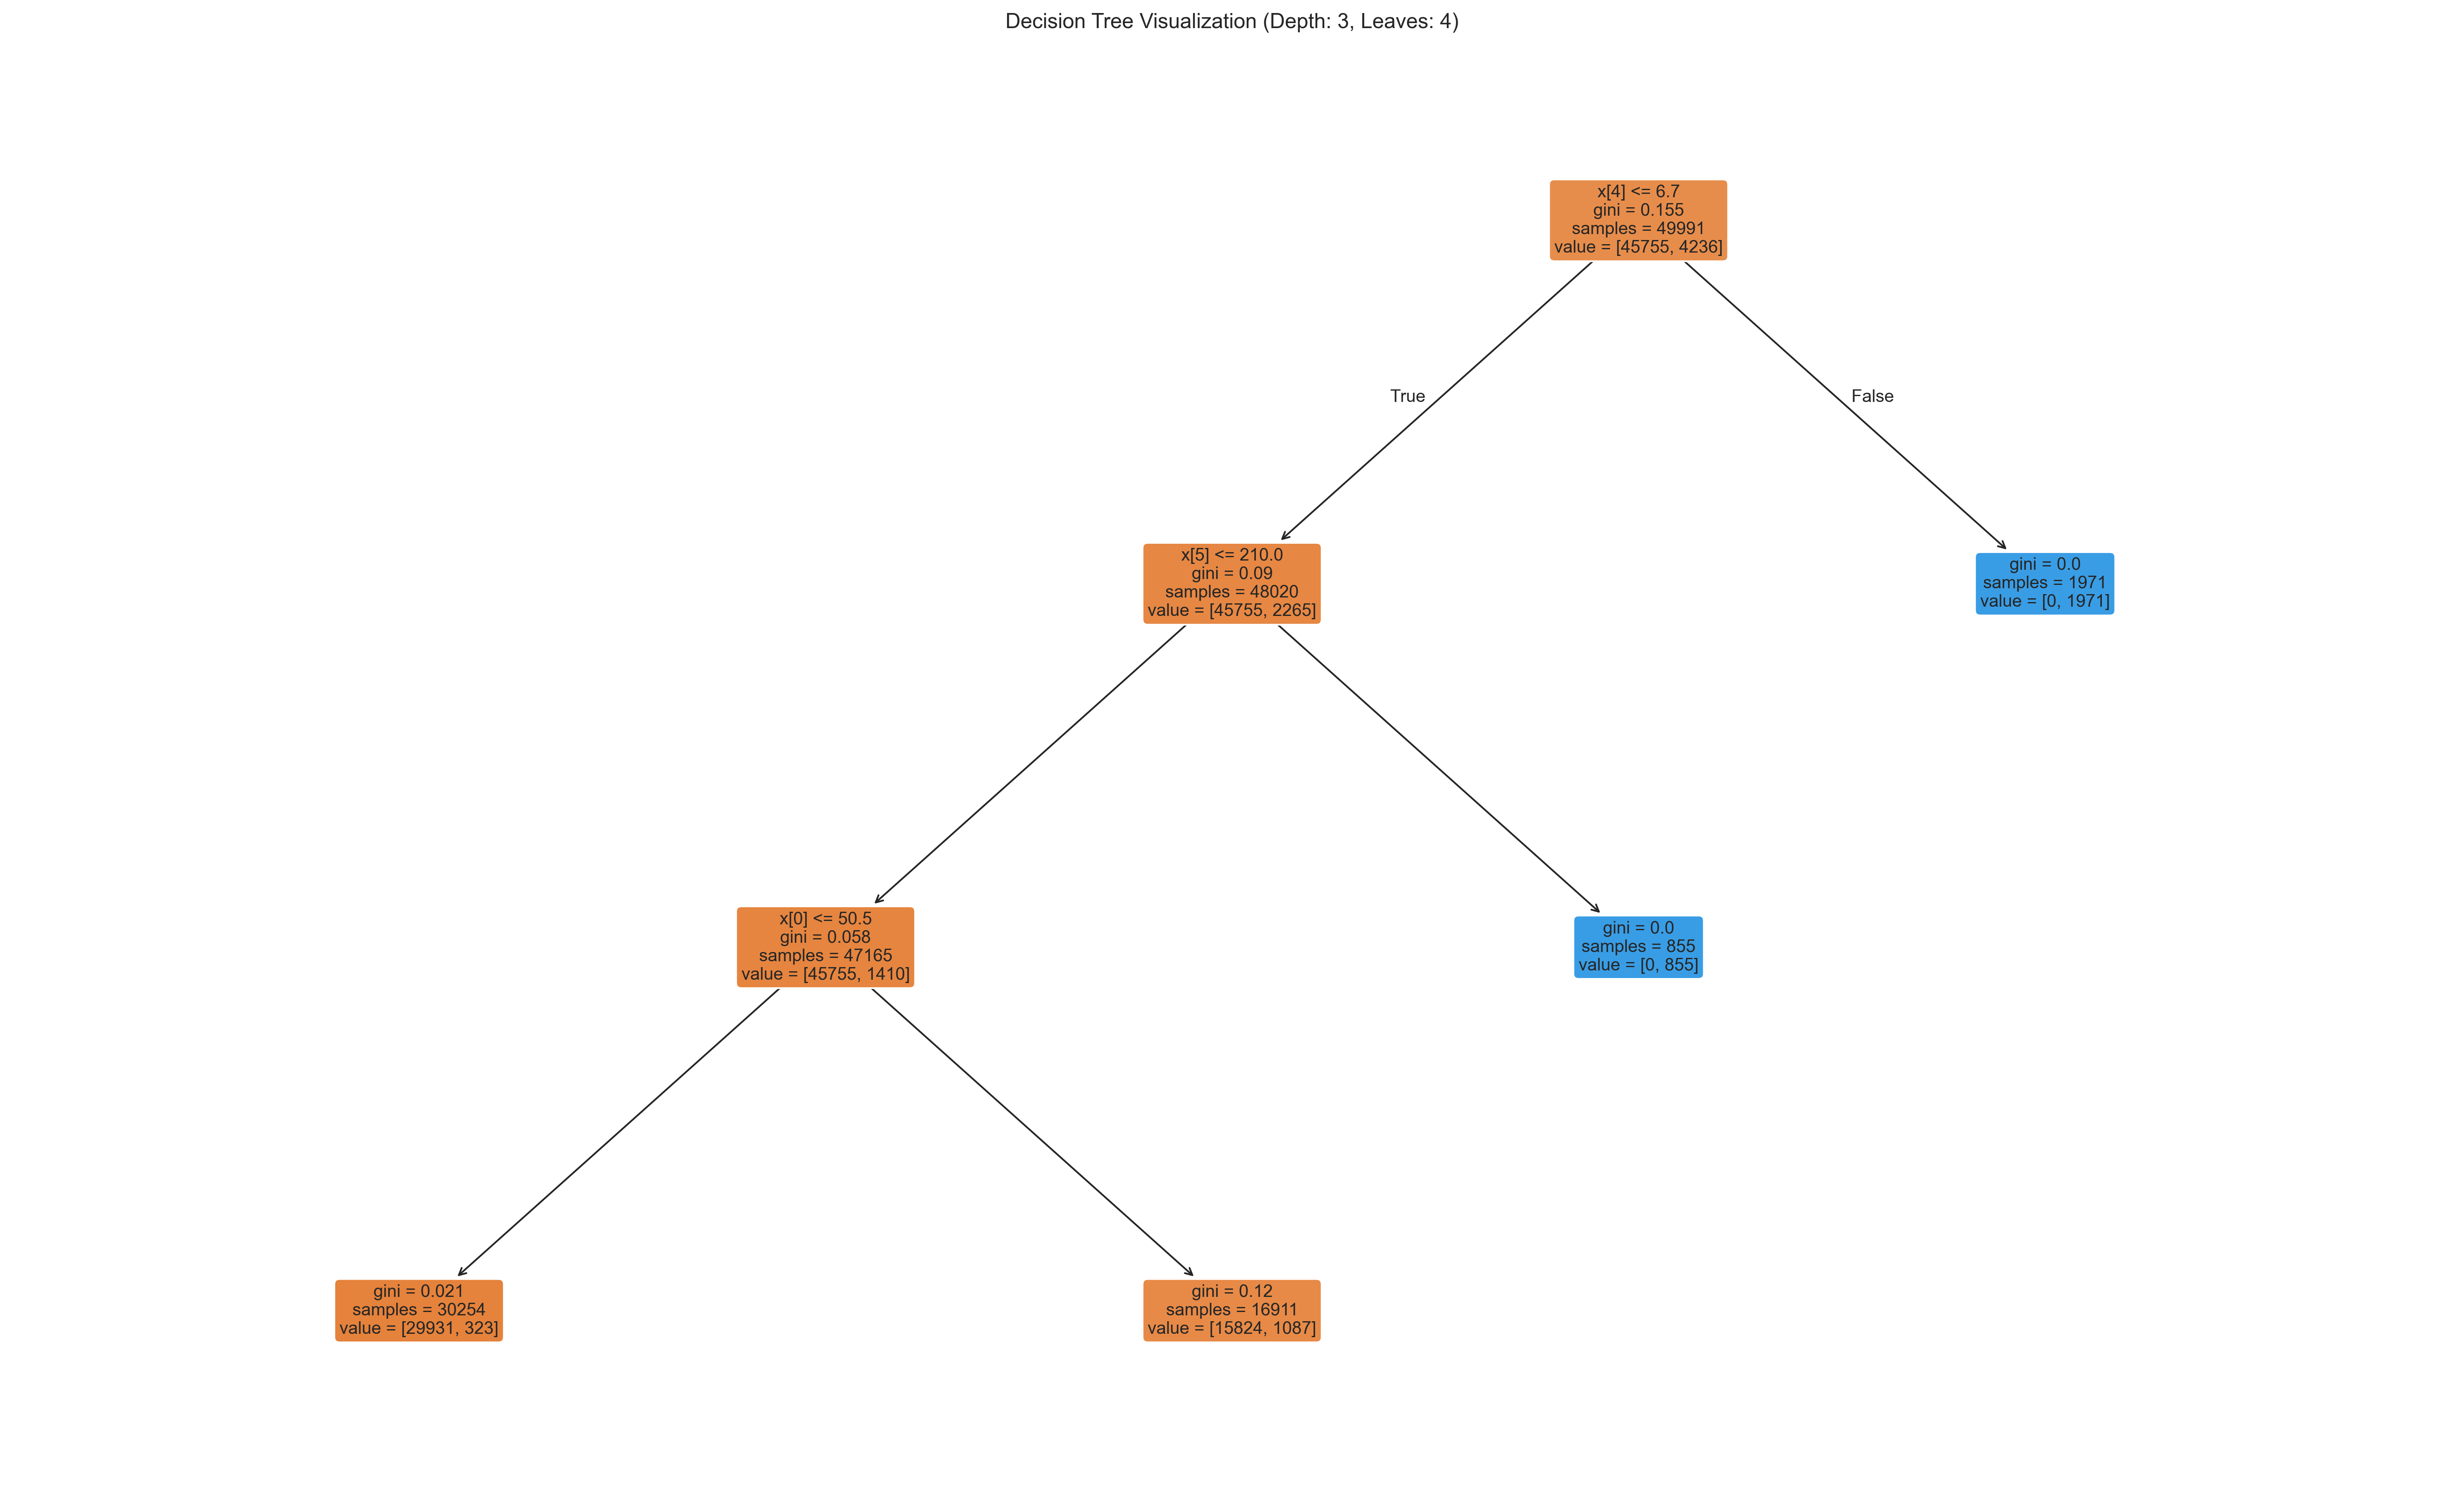 Decision Tree Visualization (Depth: 3, Leaves: 4)
x[4] <= 6.7
gini = 0.155
samples = 49991
value = [45755, 4236]
True
False
x[5] <= 210.0
gini = 0.09
samples = 48020
value = [45755, 2265]
gini = 0.0
samples = 1971
value = [0, 1971]
x[0] <= 50.5
gini = 0.058
samples = 47165
value = [45755, 1410]
gini = 0.0
samples = 855
value = [0, 855]
gini = 0.021
samples = 30254
value = [29931, 323]
gini = 0.12
samples = 16911
value = [15824, 1087]